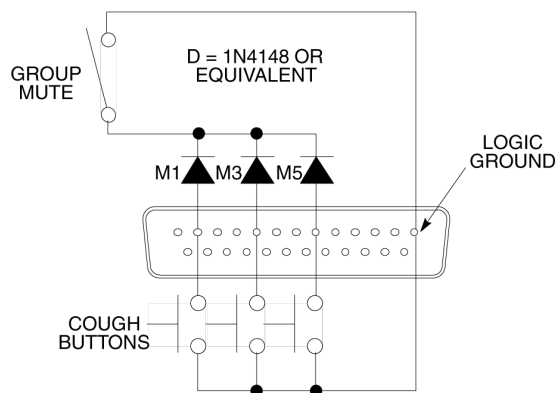 D = 1N4148 OR
EQUIVALENT
GROUP
MUTE
LOGIC
GROUND
M1
M3
M5
COUGH
BUTTONS